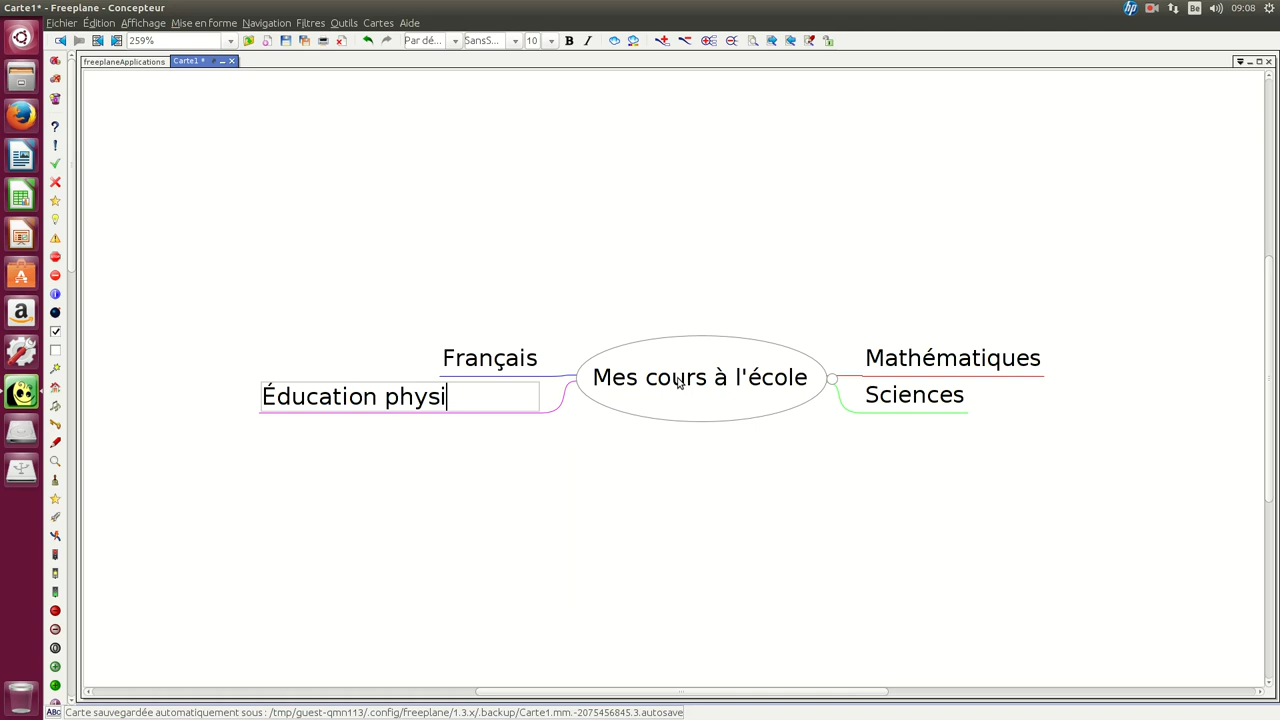 Carte1* - Freeplane - Concepteur
Be
09:08
Fichier Édition Affichage Mise en forme Navigation Filtres Outils Cartes Aide
259%
Par dé...
SansS...
10
B I
freeplaneApplications
Carte1 *
Français
Mes cours à l'école
Mathématiques
Éducation physi
Sciences
Carte sauvegardée automatiquement sous : /tmp/guest-qmn113/.config/freeplane/1.3.x/.backup/Carte1.mm.-2075456845.3.autosave